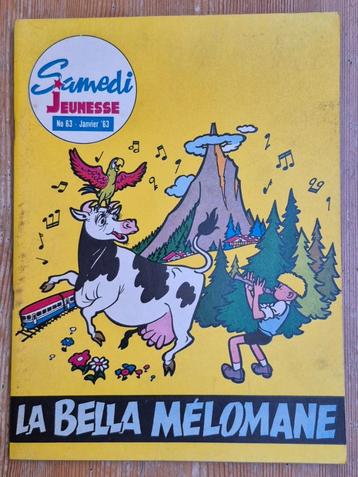 Samedi
JEUNESSE
No 63 - Janvier '63
LA BELLA MÉLOMANE